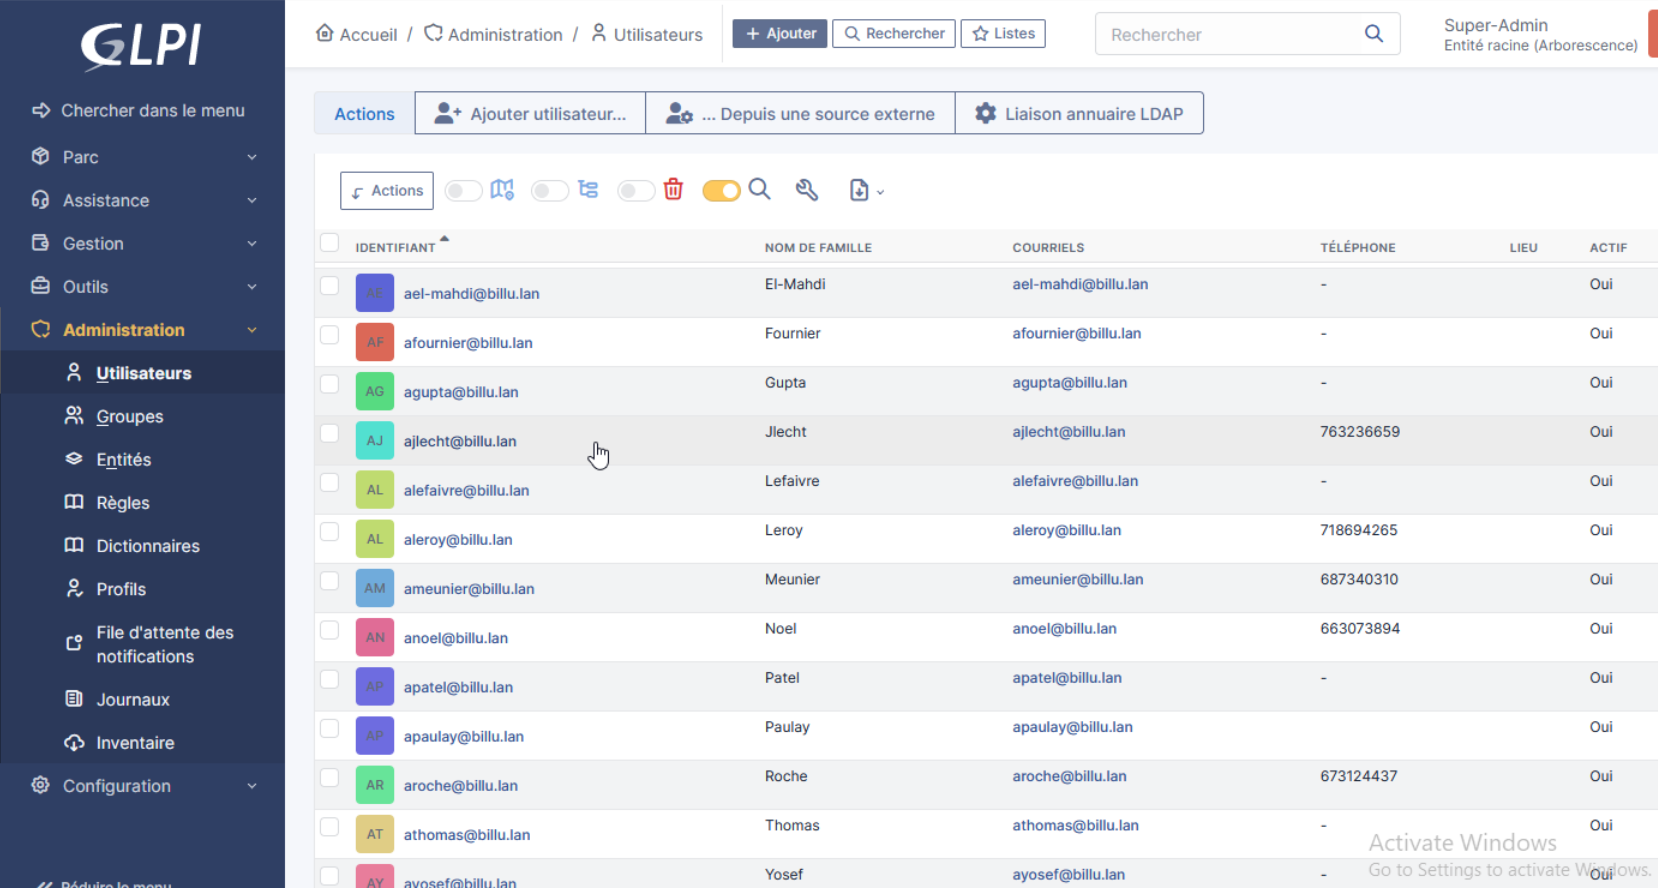 GLPI
Accueil / Administration / Utilisateurs
+ Ajouter
Rechercher
Listes
Rechercher
Super-Admin
Entité racine (Arborescence)
Chercher dans le menu
Parc
Assistance
Gestion
Outils
Administration
Utilisateurs
Groupes
Entités
Règles
Dictionnaires
Profils
File d'attente des
notifications
Journaux
Inventaire
Configuration
Réduire le menu
Actions
Ajouter utilisateur...
... Depuis une source externe
Liaison annuaire LDAP
Actions
IDENTIFIANT NOM DE FAMILLE COURRIELS TÉLÉPHONE LIEU ACTIF
AE ael-mahdi@billu.lan El-Mahdi ael-mahdi@billu.lan - Oui
AF afournier@billu.lan Fournier afournier@billu.lan - Oui
AG agupta@billu.lan Gupta agupta@billu.lan - Oui
AJ ajlecht@billu.lan Jlecht ajlecht@billu.lan 763236659 Oui
AL alefaivre@billu.lan Lefaivre alefaivre@billu.lan - Oui
AL aleroy@billu.lan Leroy aleroy@billu.lan 718694265 Oui
AM ameunier@billu.lan Meunier ameunier@billu.lan 687340310 Oui
AN anoel@billu.lan Noel anoel@billu.lan 663073894 Oui
AP apatel@billu.lan Patel apatel@billu.lan - Oui
AP apaulay@billu.lan Paulay apaulay@billu.lan Oui
AR aroche@billu.lan Roche aroche@billu.lan 673124437 Oui
AT athomas@billu.lan Thomas athomas@billu.lan - Oui
AY ayosef@billu.lan Yosef ayosef@billu.lan - Oui
Activate Windows
Go to Settings to activate Windows.